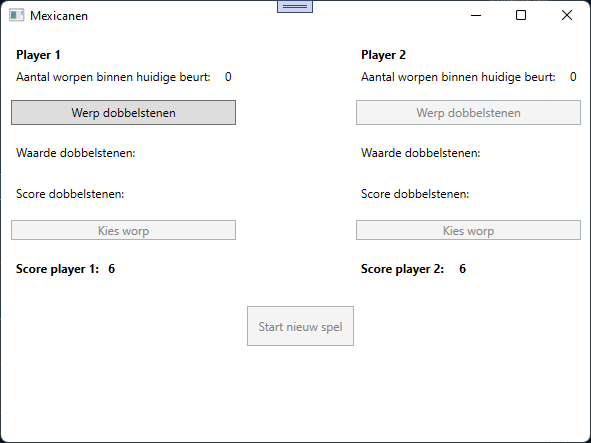 Mexicanen
Player 1
Aantal worpen binnen huidige beurt: 0
Werp dobbelstenen
Waarde dobbelstenen:
Score dobbelstenen:
Kies worp
Score player 1: 6
Player 2
Aantal worpen binnen huidige beurt: 0
Werp dobbelstenen
Waarde dobbelstenen:
Score dobbelstenen:
Kies worp
Score player 2: 6
Start nieuw spel